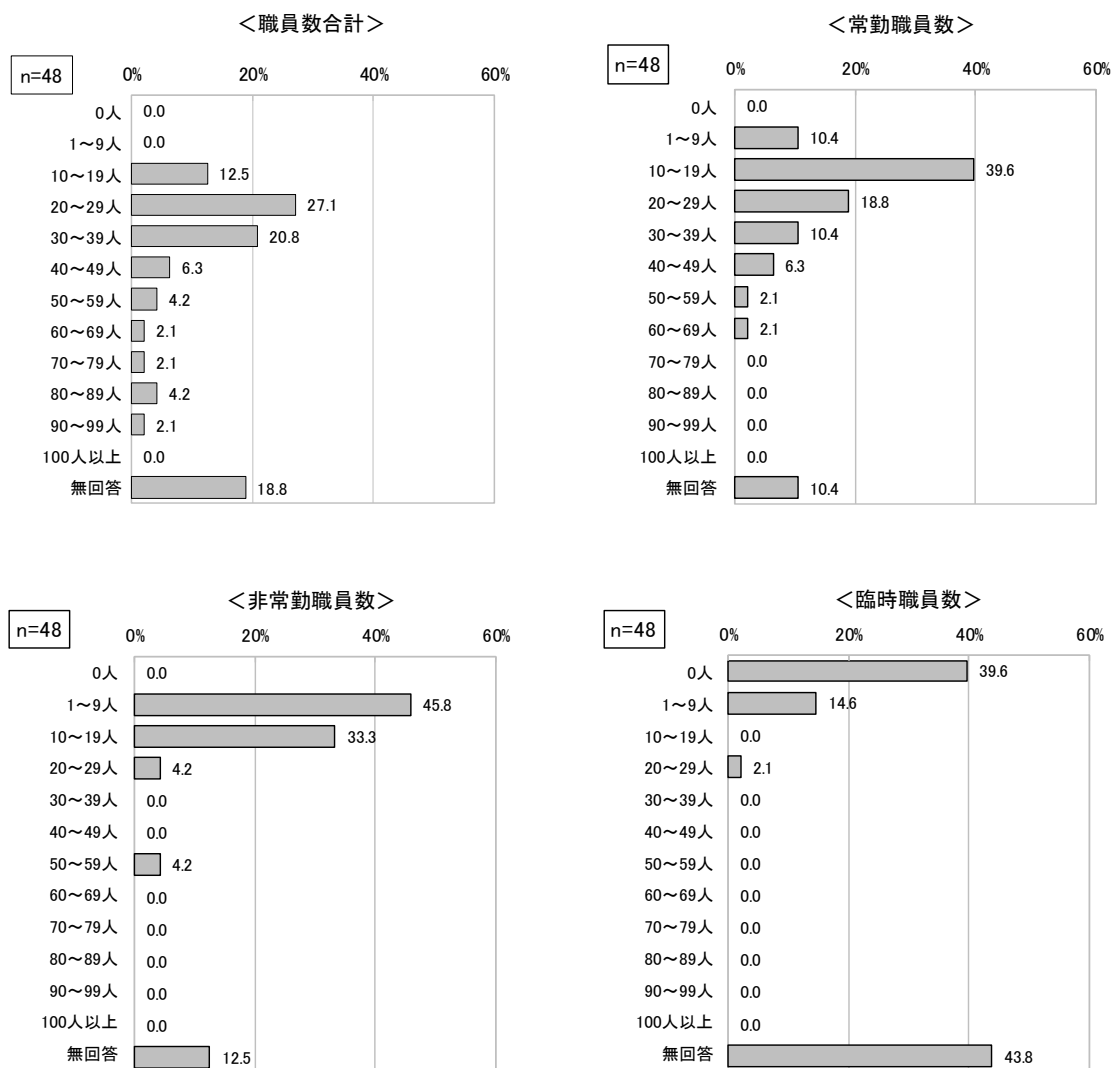 ＜職員数合計＞
n=48
0% 20% 40% 60%
0人 0.0
1～9人 0.0
10～19人 12.5
20～29人 27.1
30～39人 20.8
40～49人 6.3
50～59人 4.2
60～69人 2.1
70～79人 2.1
80～89人 4.2
90～99人 2.1
100人以上 0.0
無回答 18.8
＜常勤職員数＞
n=48
0% 20% 40% 60%
0人 0.0
1～9人 10.4
10～19人 39.6
20～29人 18.8
30～39人 10.4
40～49人 6.3
50～59人 2.1
60～69人 2.1
70～79人 0.0
80～89人 0.0
90～99人 0.0
100人以上 0.0
無回答 10.4
＜非常勤職員数＞
n=48
0% 20% 40% 60%
0人 0.0
1～9人 45.8
10～19人 33.3
20～29人 4.2
30～39人 0.0
40～49人 0.0
50～59人 4.2
60～69人 0.0
70～79人 0.0
80～89人 0.0
90～99人 0.0
100人以上 0.0
無回答 12.5
＜臨時職員数＞
n=48
0% 20% 40% 60%
0人 39.6
1～9人 14.6
10～19人 0.0
20～29人 2.1
30～39人 0.0
40～49人 0.0
50～59人 0.0
60～69人 0.0
70～79人 0.0
80～89人 0.0
90～99人 0.0
100人以上 0.0
無回答 43.8